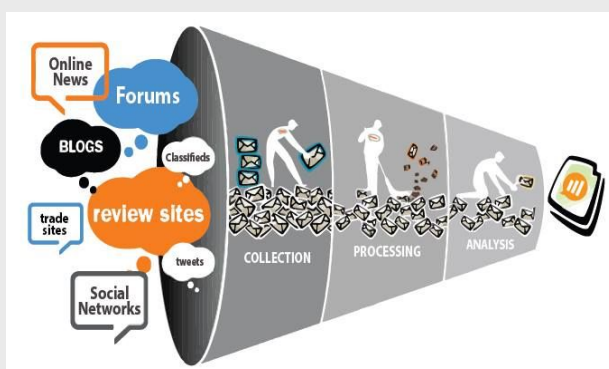 Online
News
Forums
BLOGS
Classifieds
review sites
trade
sites
tweets
Social
Networks
COLLECTION
PROCESSING
ANALYSIS